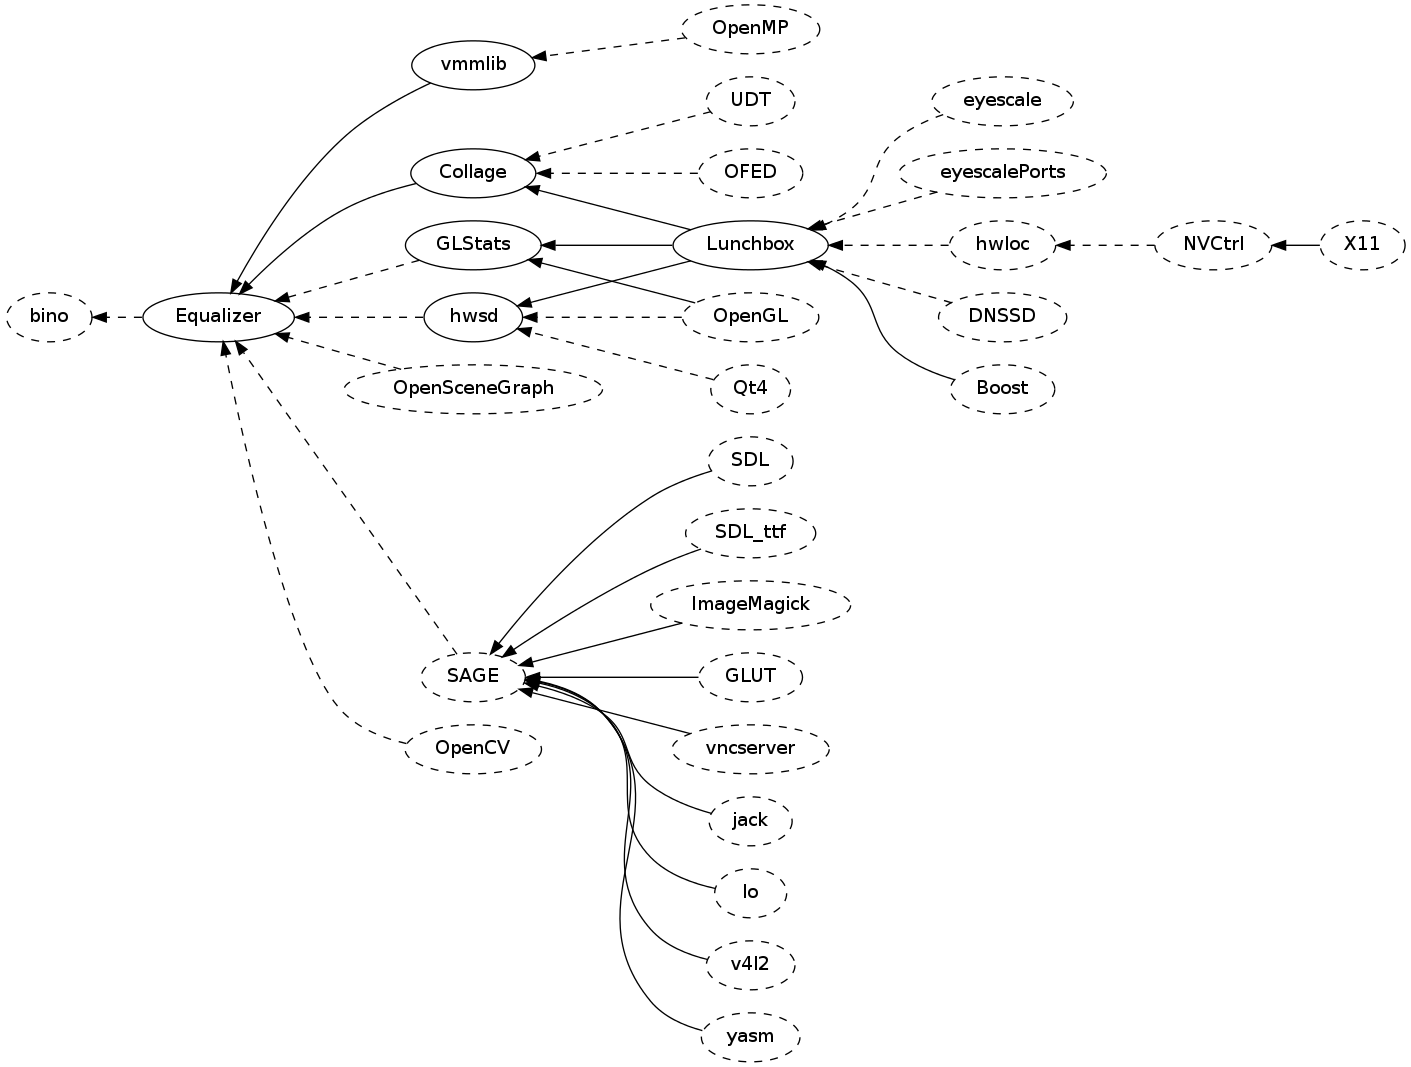 OpenMP
vmmlib
UDT
eyescale
Collage
OFED
eyescalePorts
GLStats
Lunchbox
hwloc
NVCtrl
X11
bino
Equalizer
hwsd
OpenGL
DNSSD
OpenSceneGraph
Qt4
Boost
SDL
SDL_ttf
ImageMagick
SAGE
GLUT
OpenCV
vncserver
jack
lo
v4l2
yasm